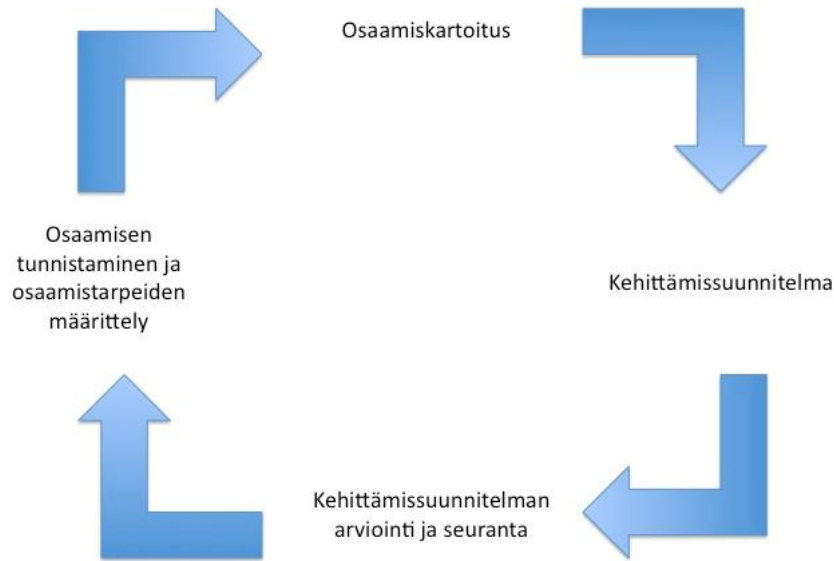 Osaamiskartoitus
Osaamisen
tunnistaminen ja
osaamistarpeiden
määrittely
Kehittämissuunnitelma
Kehittämissuunnitelman
arviointi ja seuranta